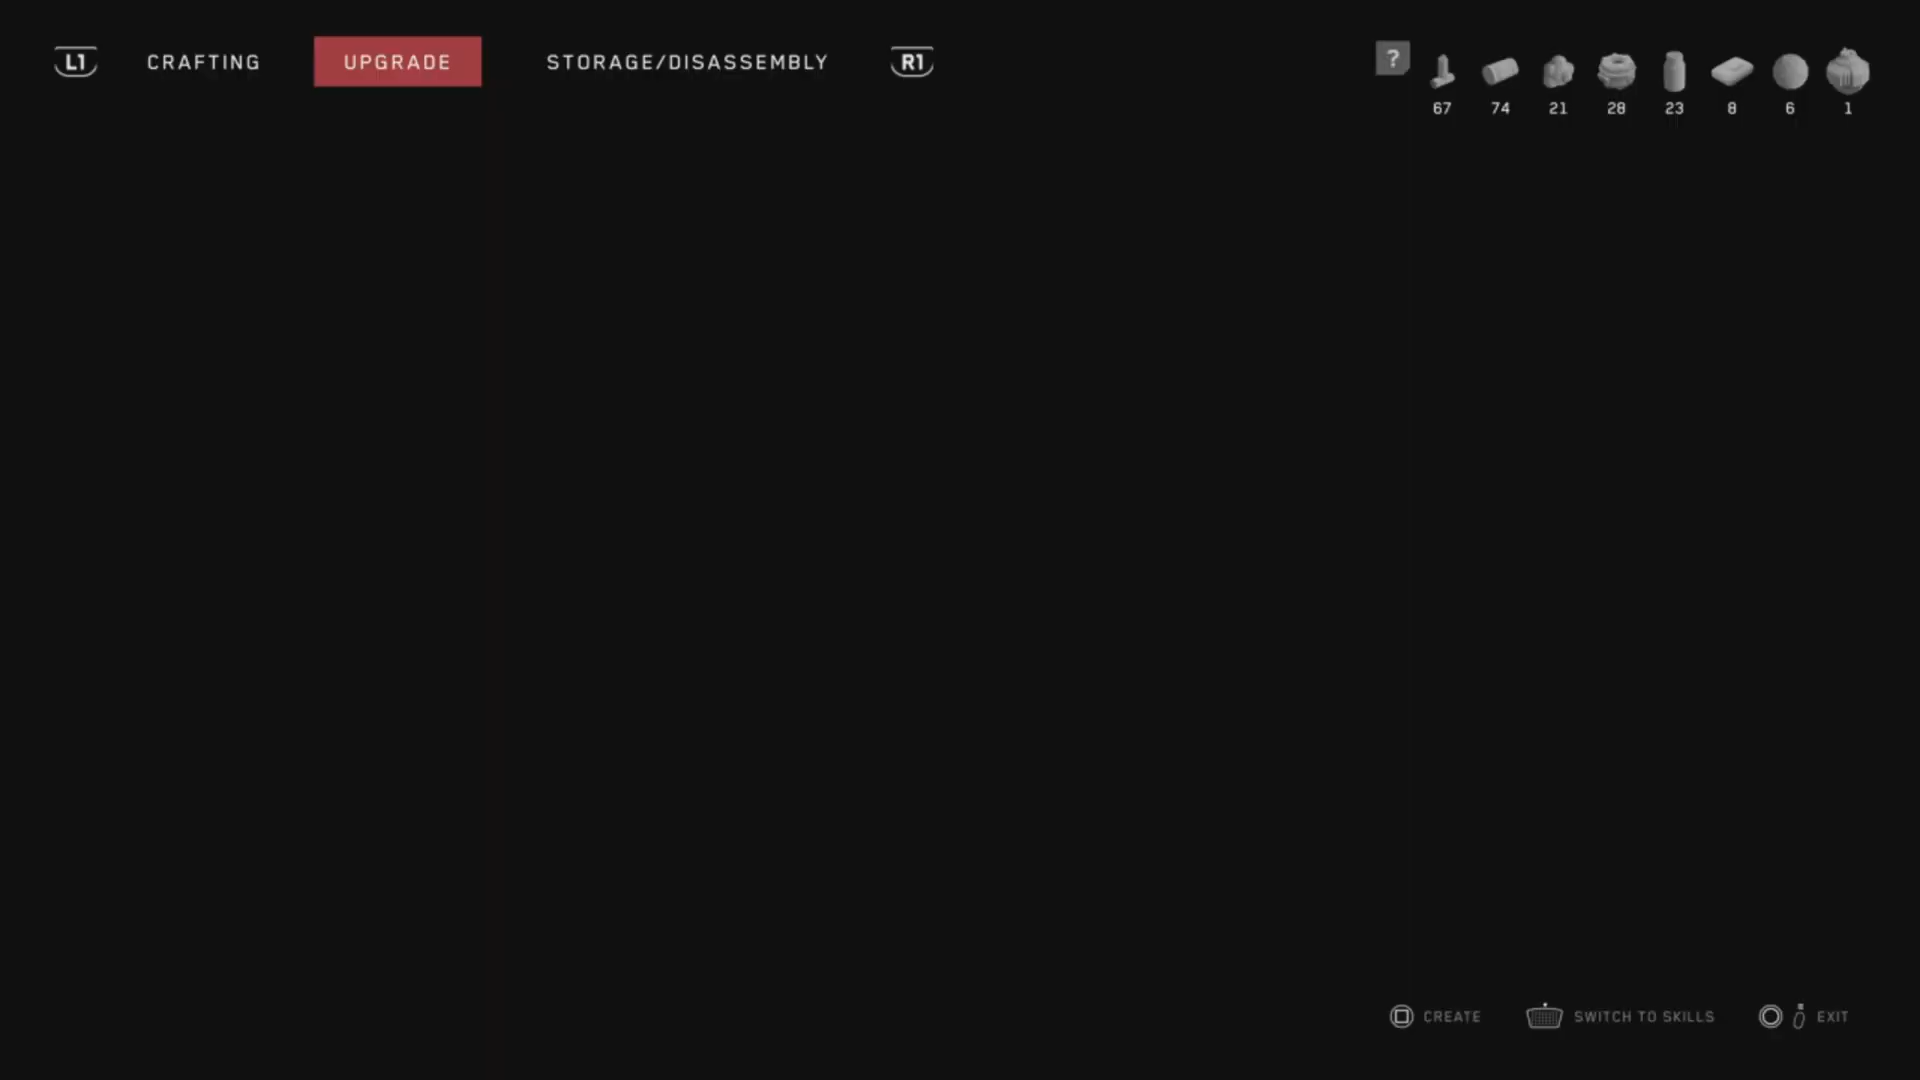 L1 CRAFTING UPGRADE STORAGE/DISASSEMBLY R1 ?
67 74 21 28 23 8 6 1
CREATE SWITCH TO SKILLS EXIT